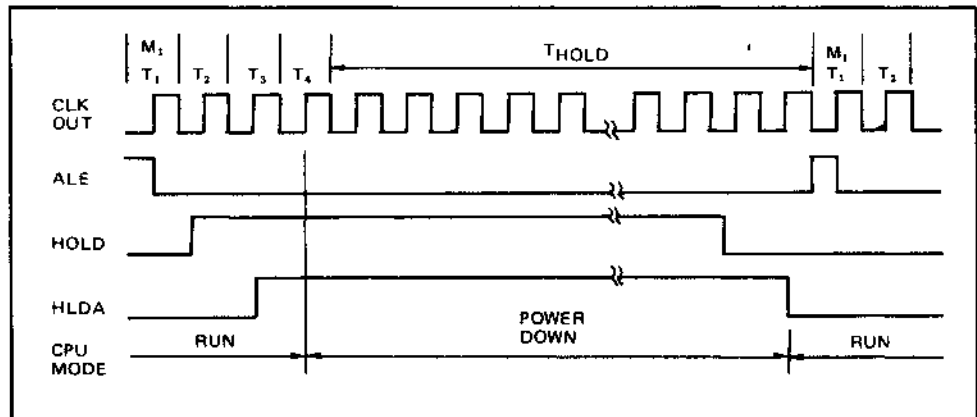 M₁ THOLD M₁
T₁ T₂ T₃ T₄ T₁ T₂
CLK
OUT
ALE
HOLD
HLDA
RUN POWER
DOWN RUN
CPU
MODE